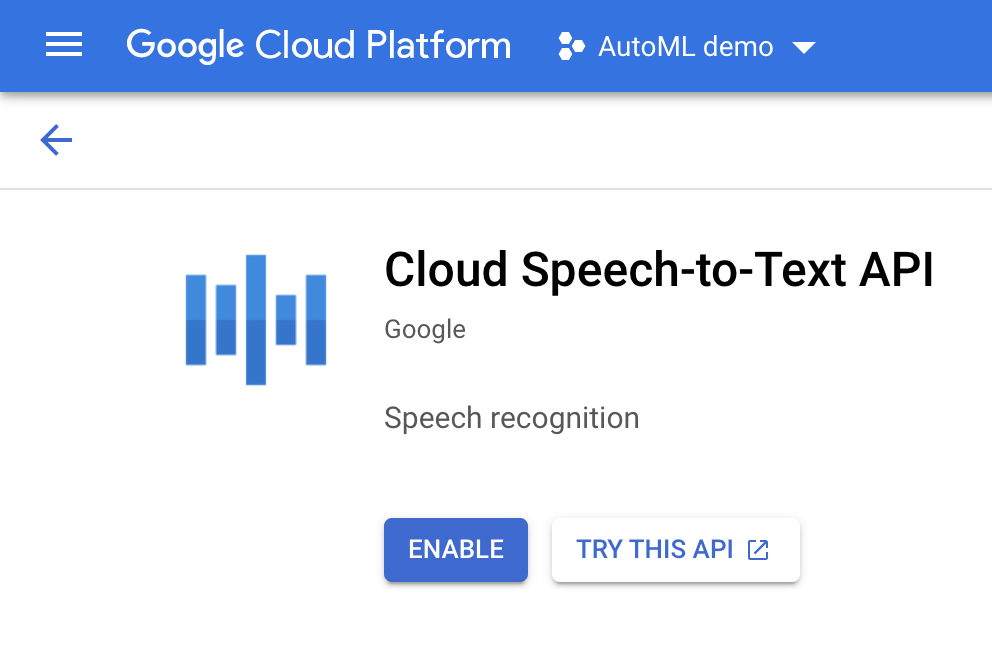 Google Cloud Platform AutoML demo
Cloud Speech-to-Text API
Google
Speech recognition
ENABLE TRY THIS API